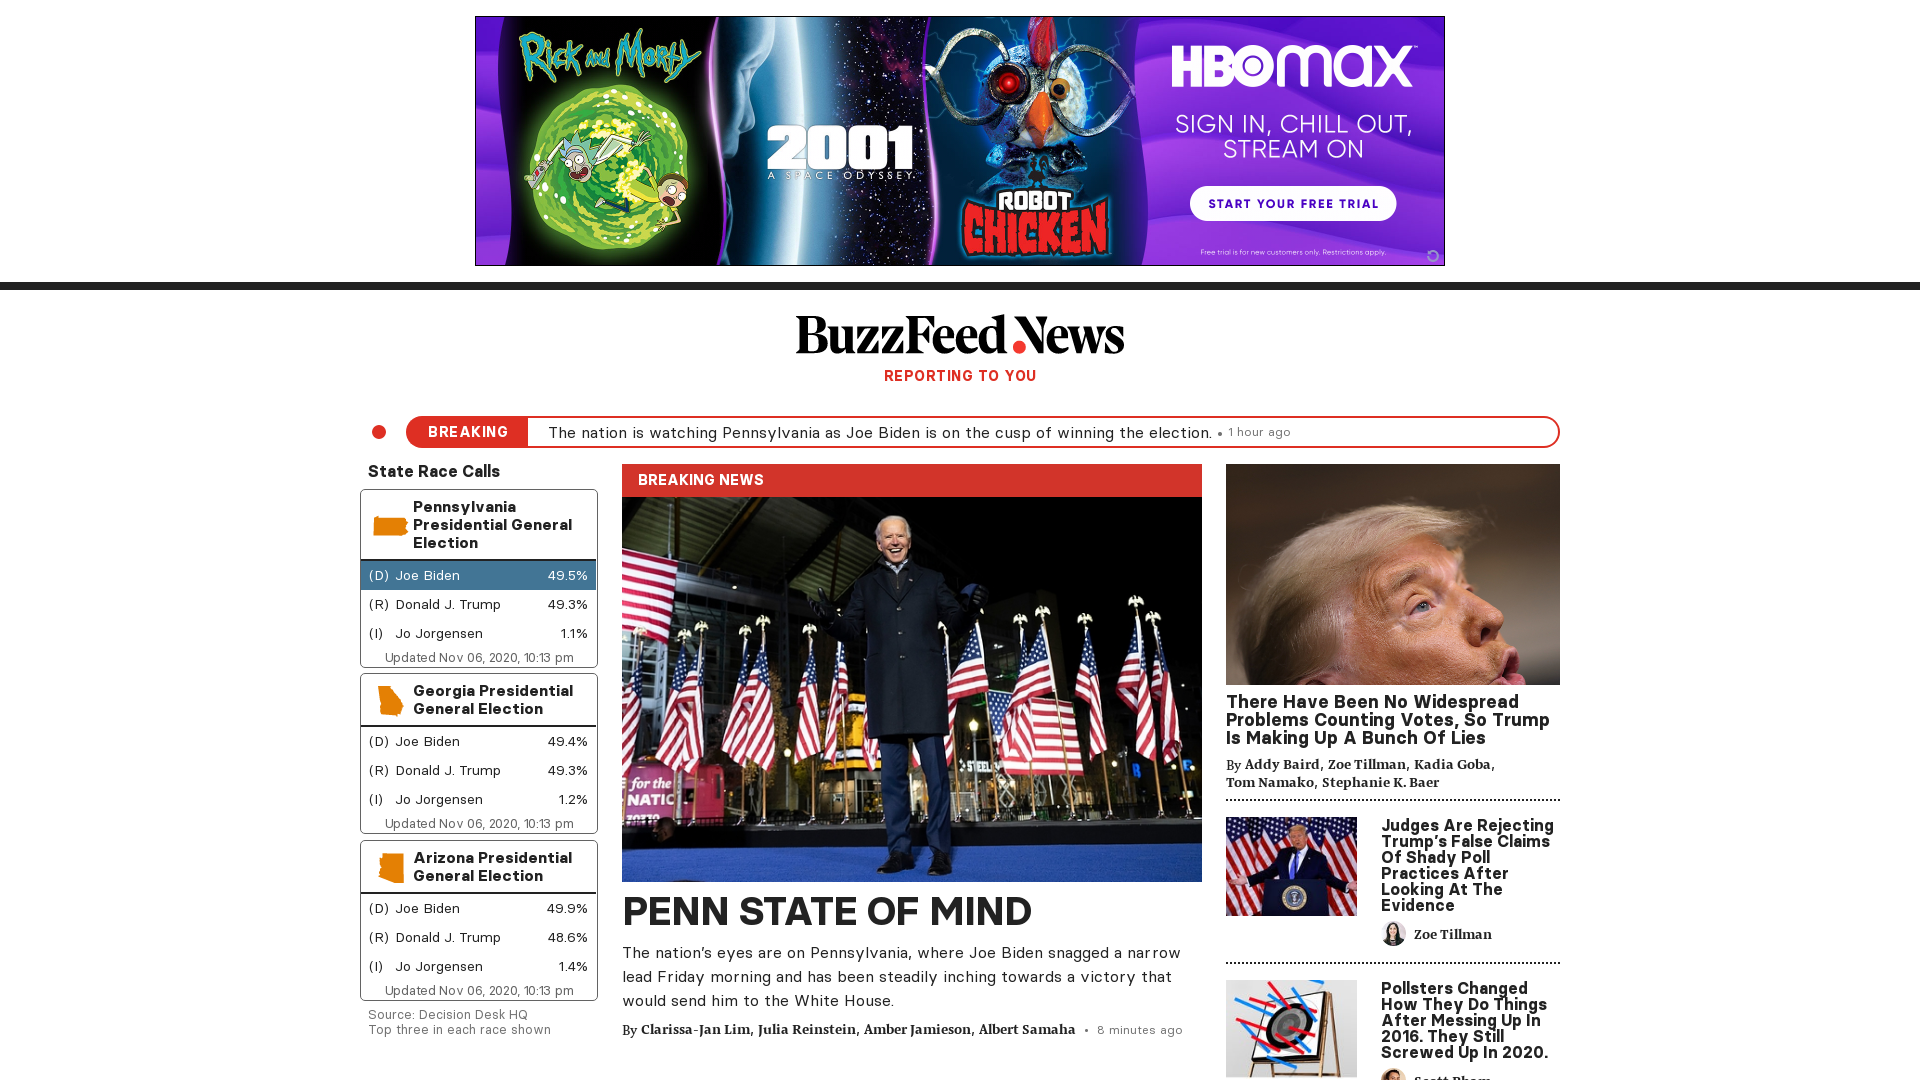 Rick and Morty
2001
A SPACE ODYSSEY
ROBOT
CHICKEN
HBOMAX
SIGN IN, CHILL OUT,
STREAM ON
START YOUR FREE TRIAL
Free trial is for new customers only. Restrictions apply.
BuzzFeed News
REPORTING TO YOU
BREAKING
The nation is watching Pennsylvania as Joe Biden is on the cusp of winning the election. • 1 hour ago
State Race Calls
Pennsylvania
Presidential General
Election
(D) Joe Biden 49.5%
(R) Donald J. Trump 49.3%
(I) Jo Jorgensen 1.1%
Updated Nov 06, 2020, 10:13 pm
Georgia Presidential
General Election
(D) Joe Biden 49.4%
(R) Donald J. Trump 49.3%
(I) Jo Jorgensen 1.2%
Updated Nov 06, 2020, 10:13 pm
Arizona Presidential
General Election
(D) Joe Biden 49.9%
(R) Donald J. Trump 48.6%
(I) Jo Jorgensen 1.4%
Updated Nov 06, 2020, 10:13 pm
Source: Decision Desk HQ
Top three in each race shown
BREAKING NEWS
for the
NATIC
STEEL
PENN STATE OF MIND
The nation’s eyes are on Pennsylvania, where Joe Biden snagged a narrow
lead Friday morning and has been steadily inching towards a victory that
would send him to the White House.
By Clarissa-Jan Lim, Julia Reinstein, Amber Jamieson, Albert Samaha • 8 minutes ago
There Have Been No Widespread
Problems Counting Votes, So Trump
Is Making Up A Bunch Of Lies
By Addy Baird, Zoe Tillman, Kadia Goba,
Tom Namako, Stephanie K. Baer
Judges Are Rejecting
Trump’s False Claims
Of Shady Poll
Practices After
Looking At The
Evidence
Zoe Tillman
Pollsters Changed
How They Do Things
After Messing Up In
2016. They Still
Screwed Up In 2020.